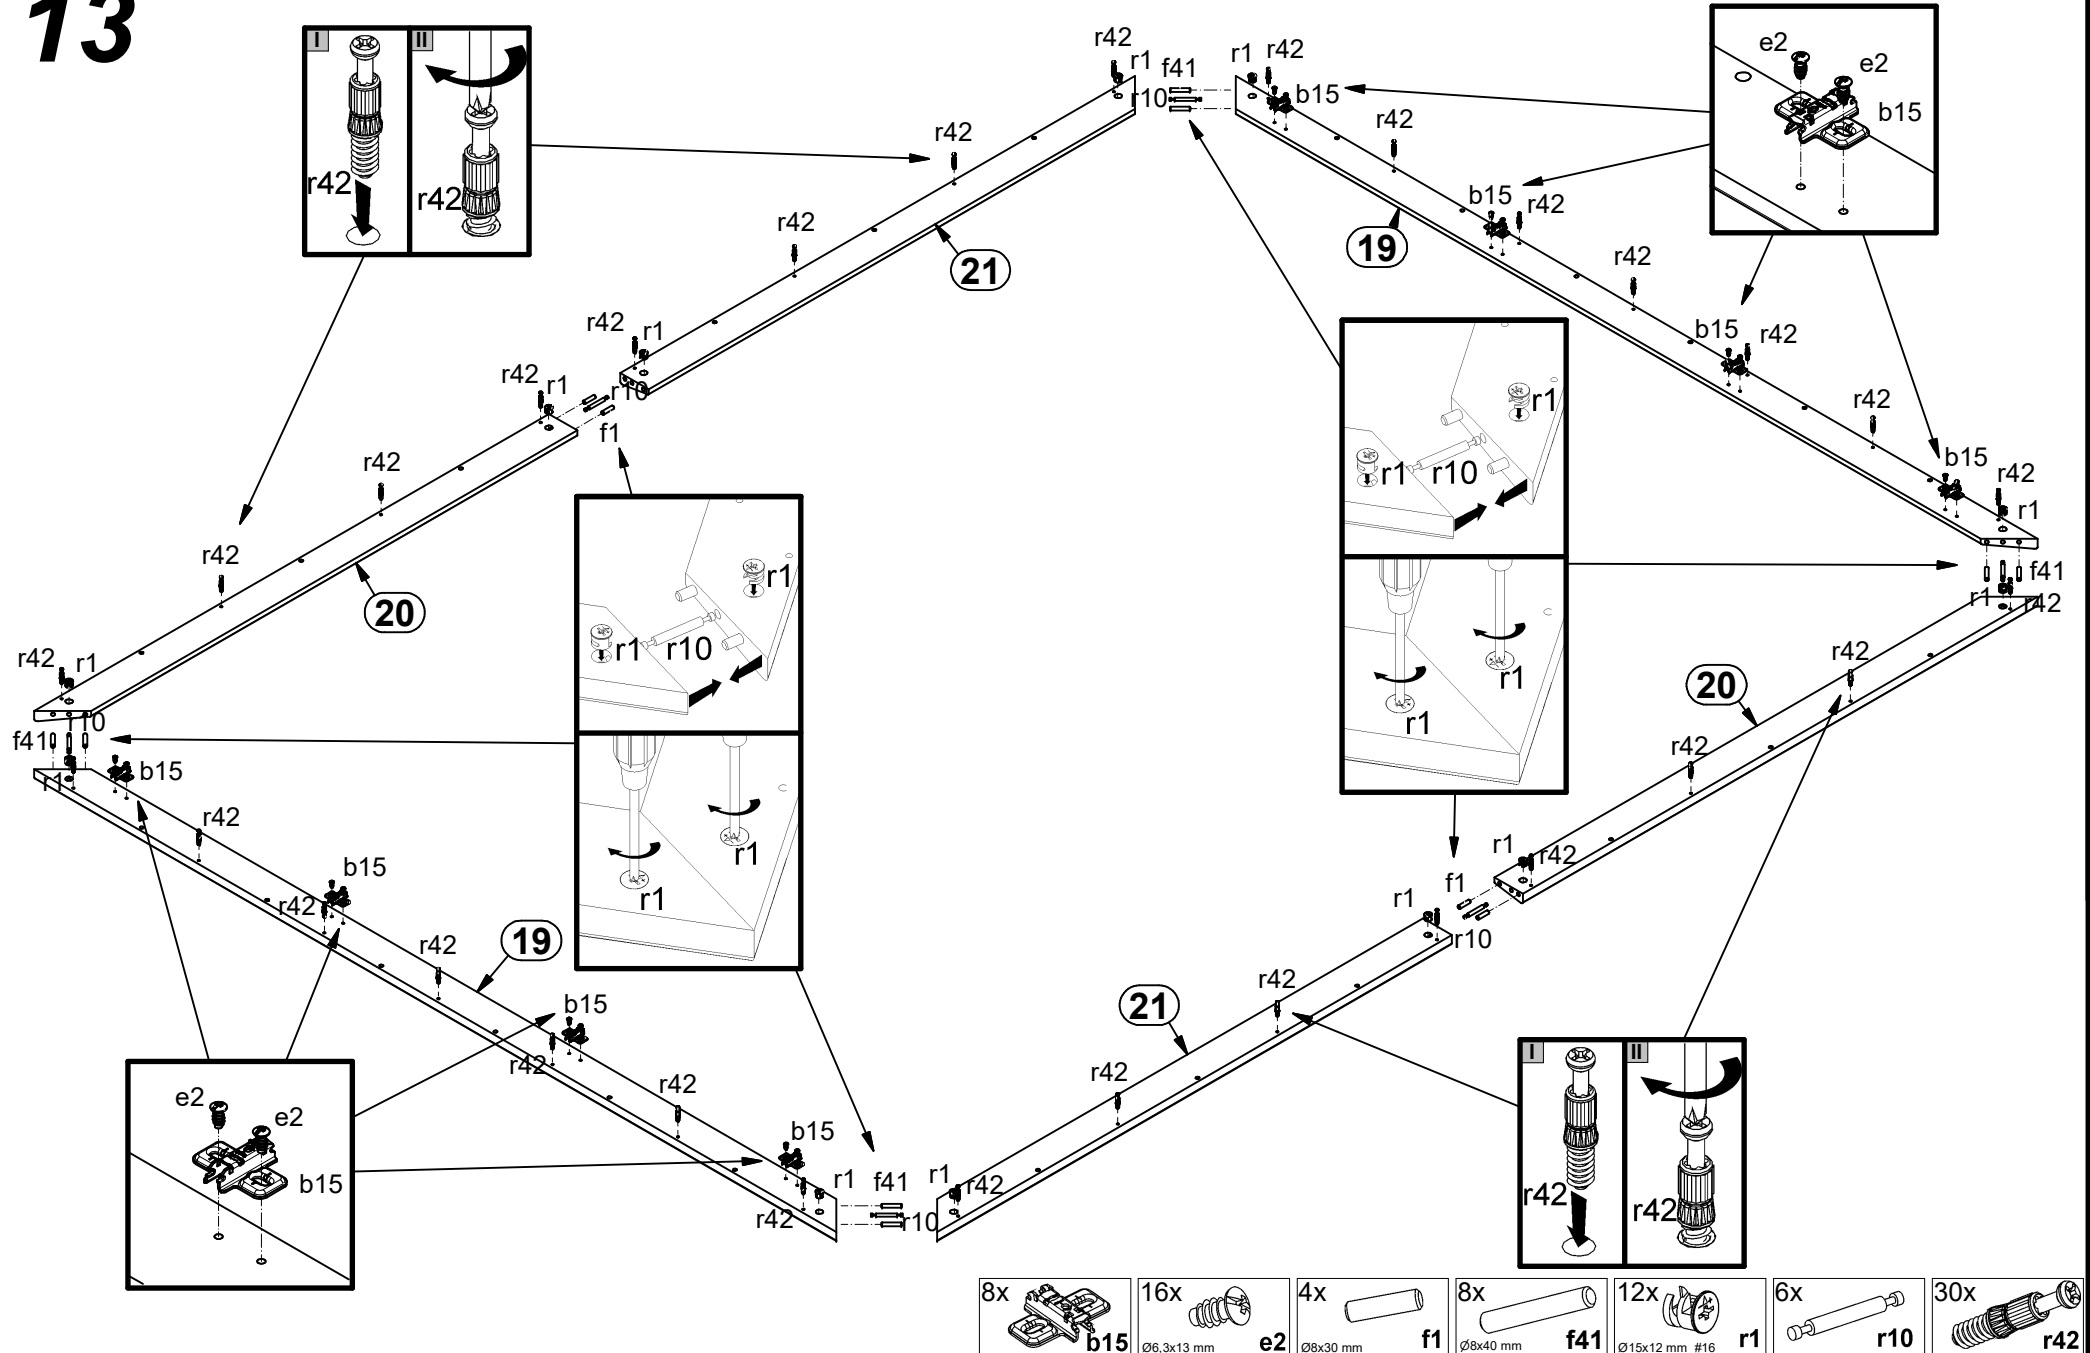 13
I II
r42
r42
r42 r1 f41
r10
r1 r42
b15
e2
e2
b15
r42
r42
r42
b15 r42
r42
21
19
r42 r1
r42 r1
r10
f1
b15 r42
r42
r42
r42
20
r42
b15 r42
r1
r1
r1 r10
r1
r1
f41
r1 r42
r1
r1 r10
r1
r1
r42 r1
r10
f41
r1
b15
r42
b15
r42
r42
19
b15
r42
r42
b15
r1
r42
f41
r10
e2
e2
b15
20
r42
r42
r1 r42
f1
r1
r10
r42
21
r42
r1 r42
I II
r42
r42
8x
b15
16x
Ø6,3x13 mm
e2
4x
Ø8x30 mm
f1
8x
Ø8x40 mm
f41
12x
Ø15x12 mm #16
r1
6x
r10
30x
r42